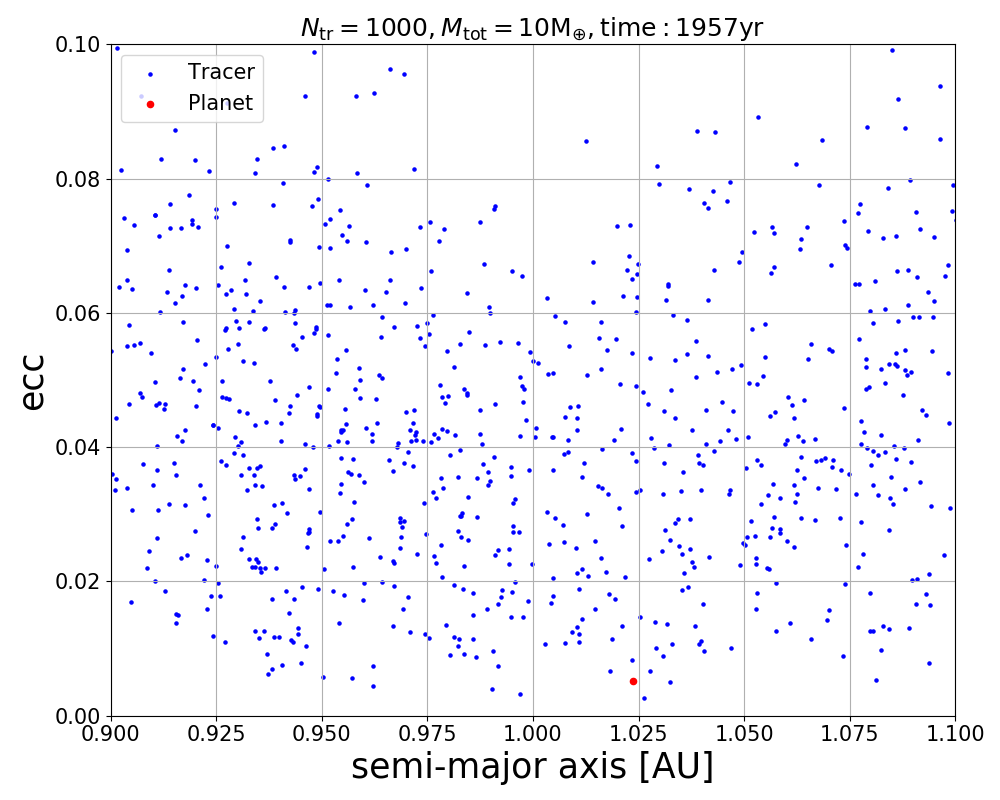 N_tr = 1000, M_tot = 10M_⊕, time : 1957yr
Tracer
Planet
ecc
0.10
0.08
0.06
0.04
0.02
0.00
0.900 0.925 0.950 0.975 1.000 1.025 1.050 1.075 1.100
semi-major axis [AU]